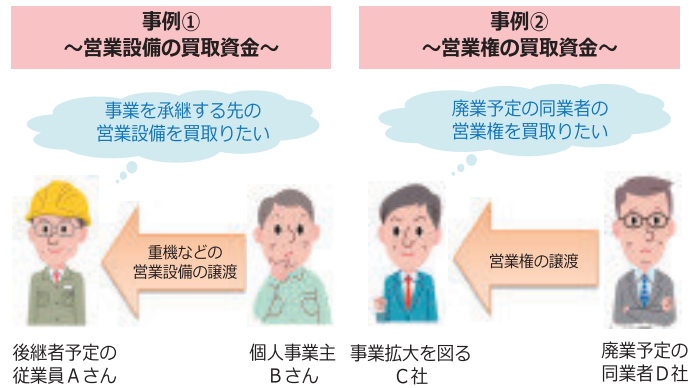 事例①
～営業設備の買取資金～
事業を承継する先の
営業設備を買取りたい
重機などの
営業設備の譲渡
後継者予定の
従業員Aさん
個人事業主
Bさん
事例②
～営業権の買取資金～
廃業予定の同業者の
営業権を買取りたい
営業権の譲渡
事業拡大を図る
C社
廃業予定の
同業者D社